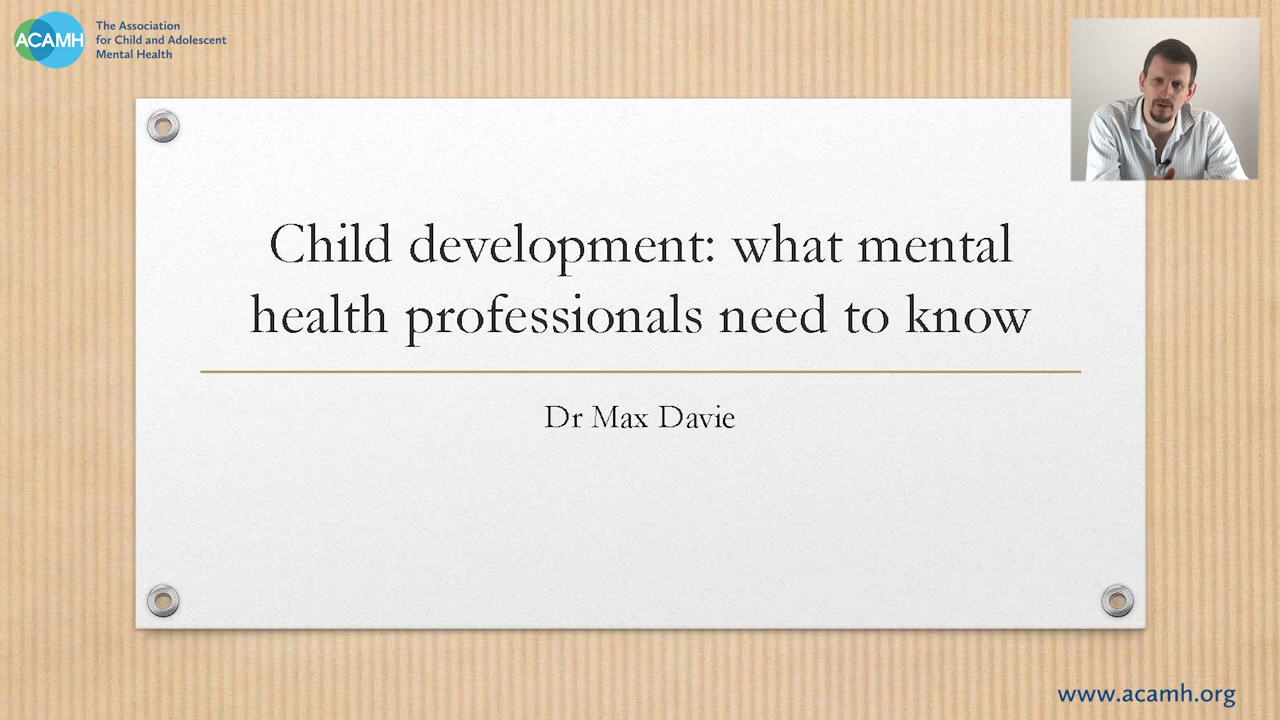 ACAMH
The Association
for Child and Adolescent
Mental Health
Child development: what mental
health professionals need to know
Dr Max Davie
www.acamh.org